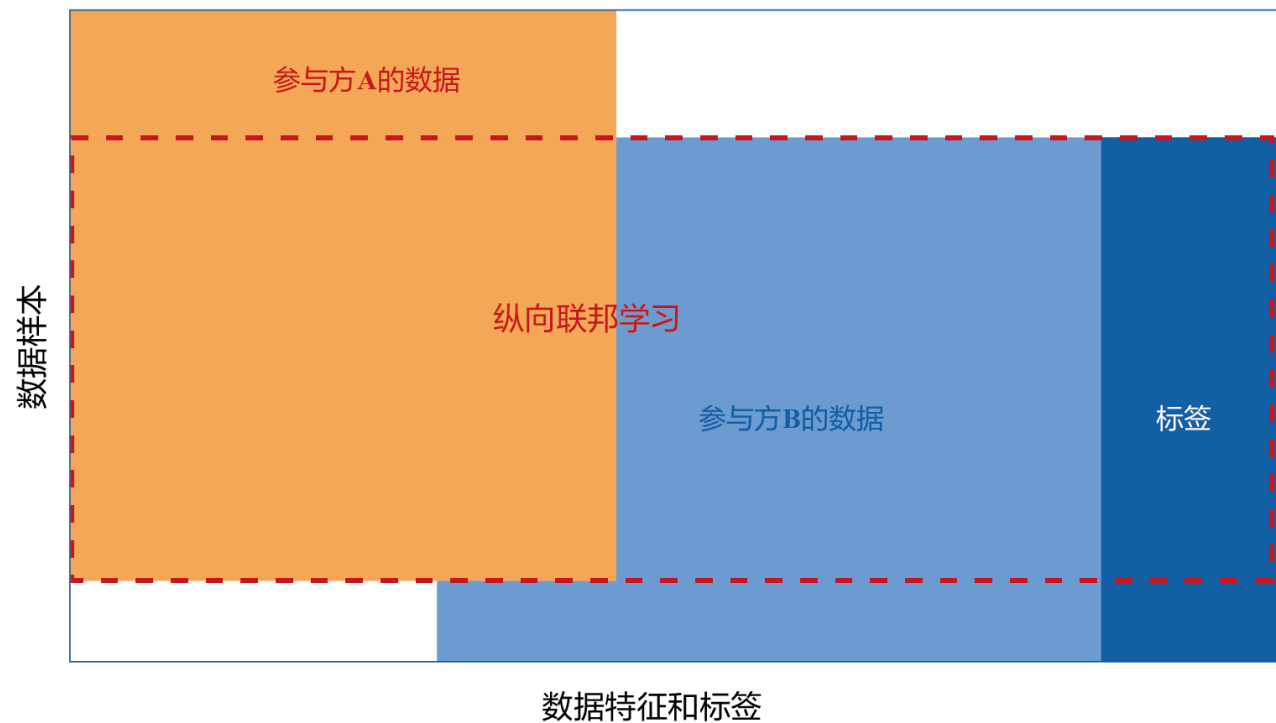 参与方A的数据
纵向联邦学习
参与方B的数据
标签
数据样本
数据特征和标签